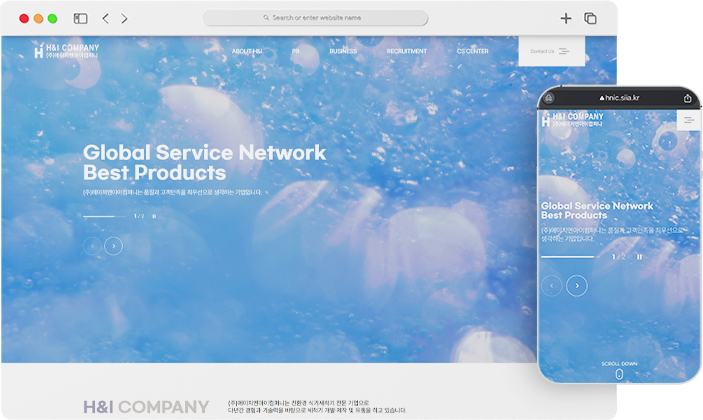 Search or enter website name
H&I COMPANY
(주)에이치엔아이컴퍼니
ABOUT H&I
PR
BUSINESS
RECRUITMENT
CS CENTER
Contact Us
Global Service Network
Best Products
(주)에이치엔아이컴퍼니는 품질과 고객만족을 최우선으로 생각하는 기업입니다.
1 / 2
H&I COMPANY
(주)에이치엔아이컴퍼니는 친환경 식기세척기 전문 기업으로
다년간 경험과 기술력을 바탕으로 세척기 개발 제작 및 유통을 하고 있습니다.
hnic.siia.kr
H&I COMPANY
(주)에이치엔아이컴퍼니
Global Service Network
Best Products
(주)에이치엔아이컴퍼니는 품질과 고객만족을 최우선으로
생각하는 기업입니다.
1 / 2
SCROLL DOWN